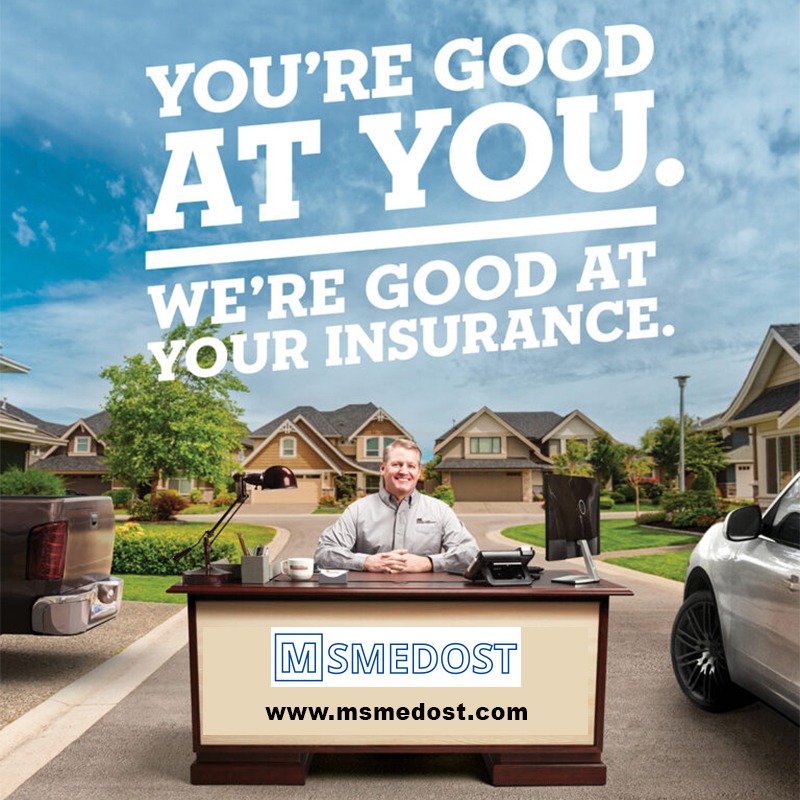 YOU'RE GOOD
AT YOU.
WE'RE GOOD AT
YOUR INSURANCE.
MSMEDOST
www.msmedost.com